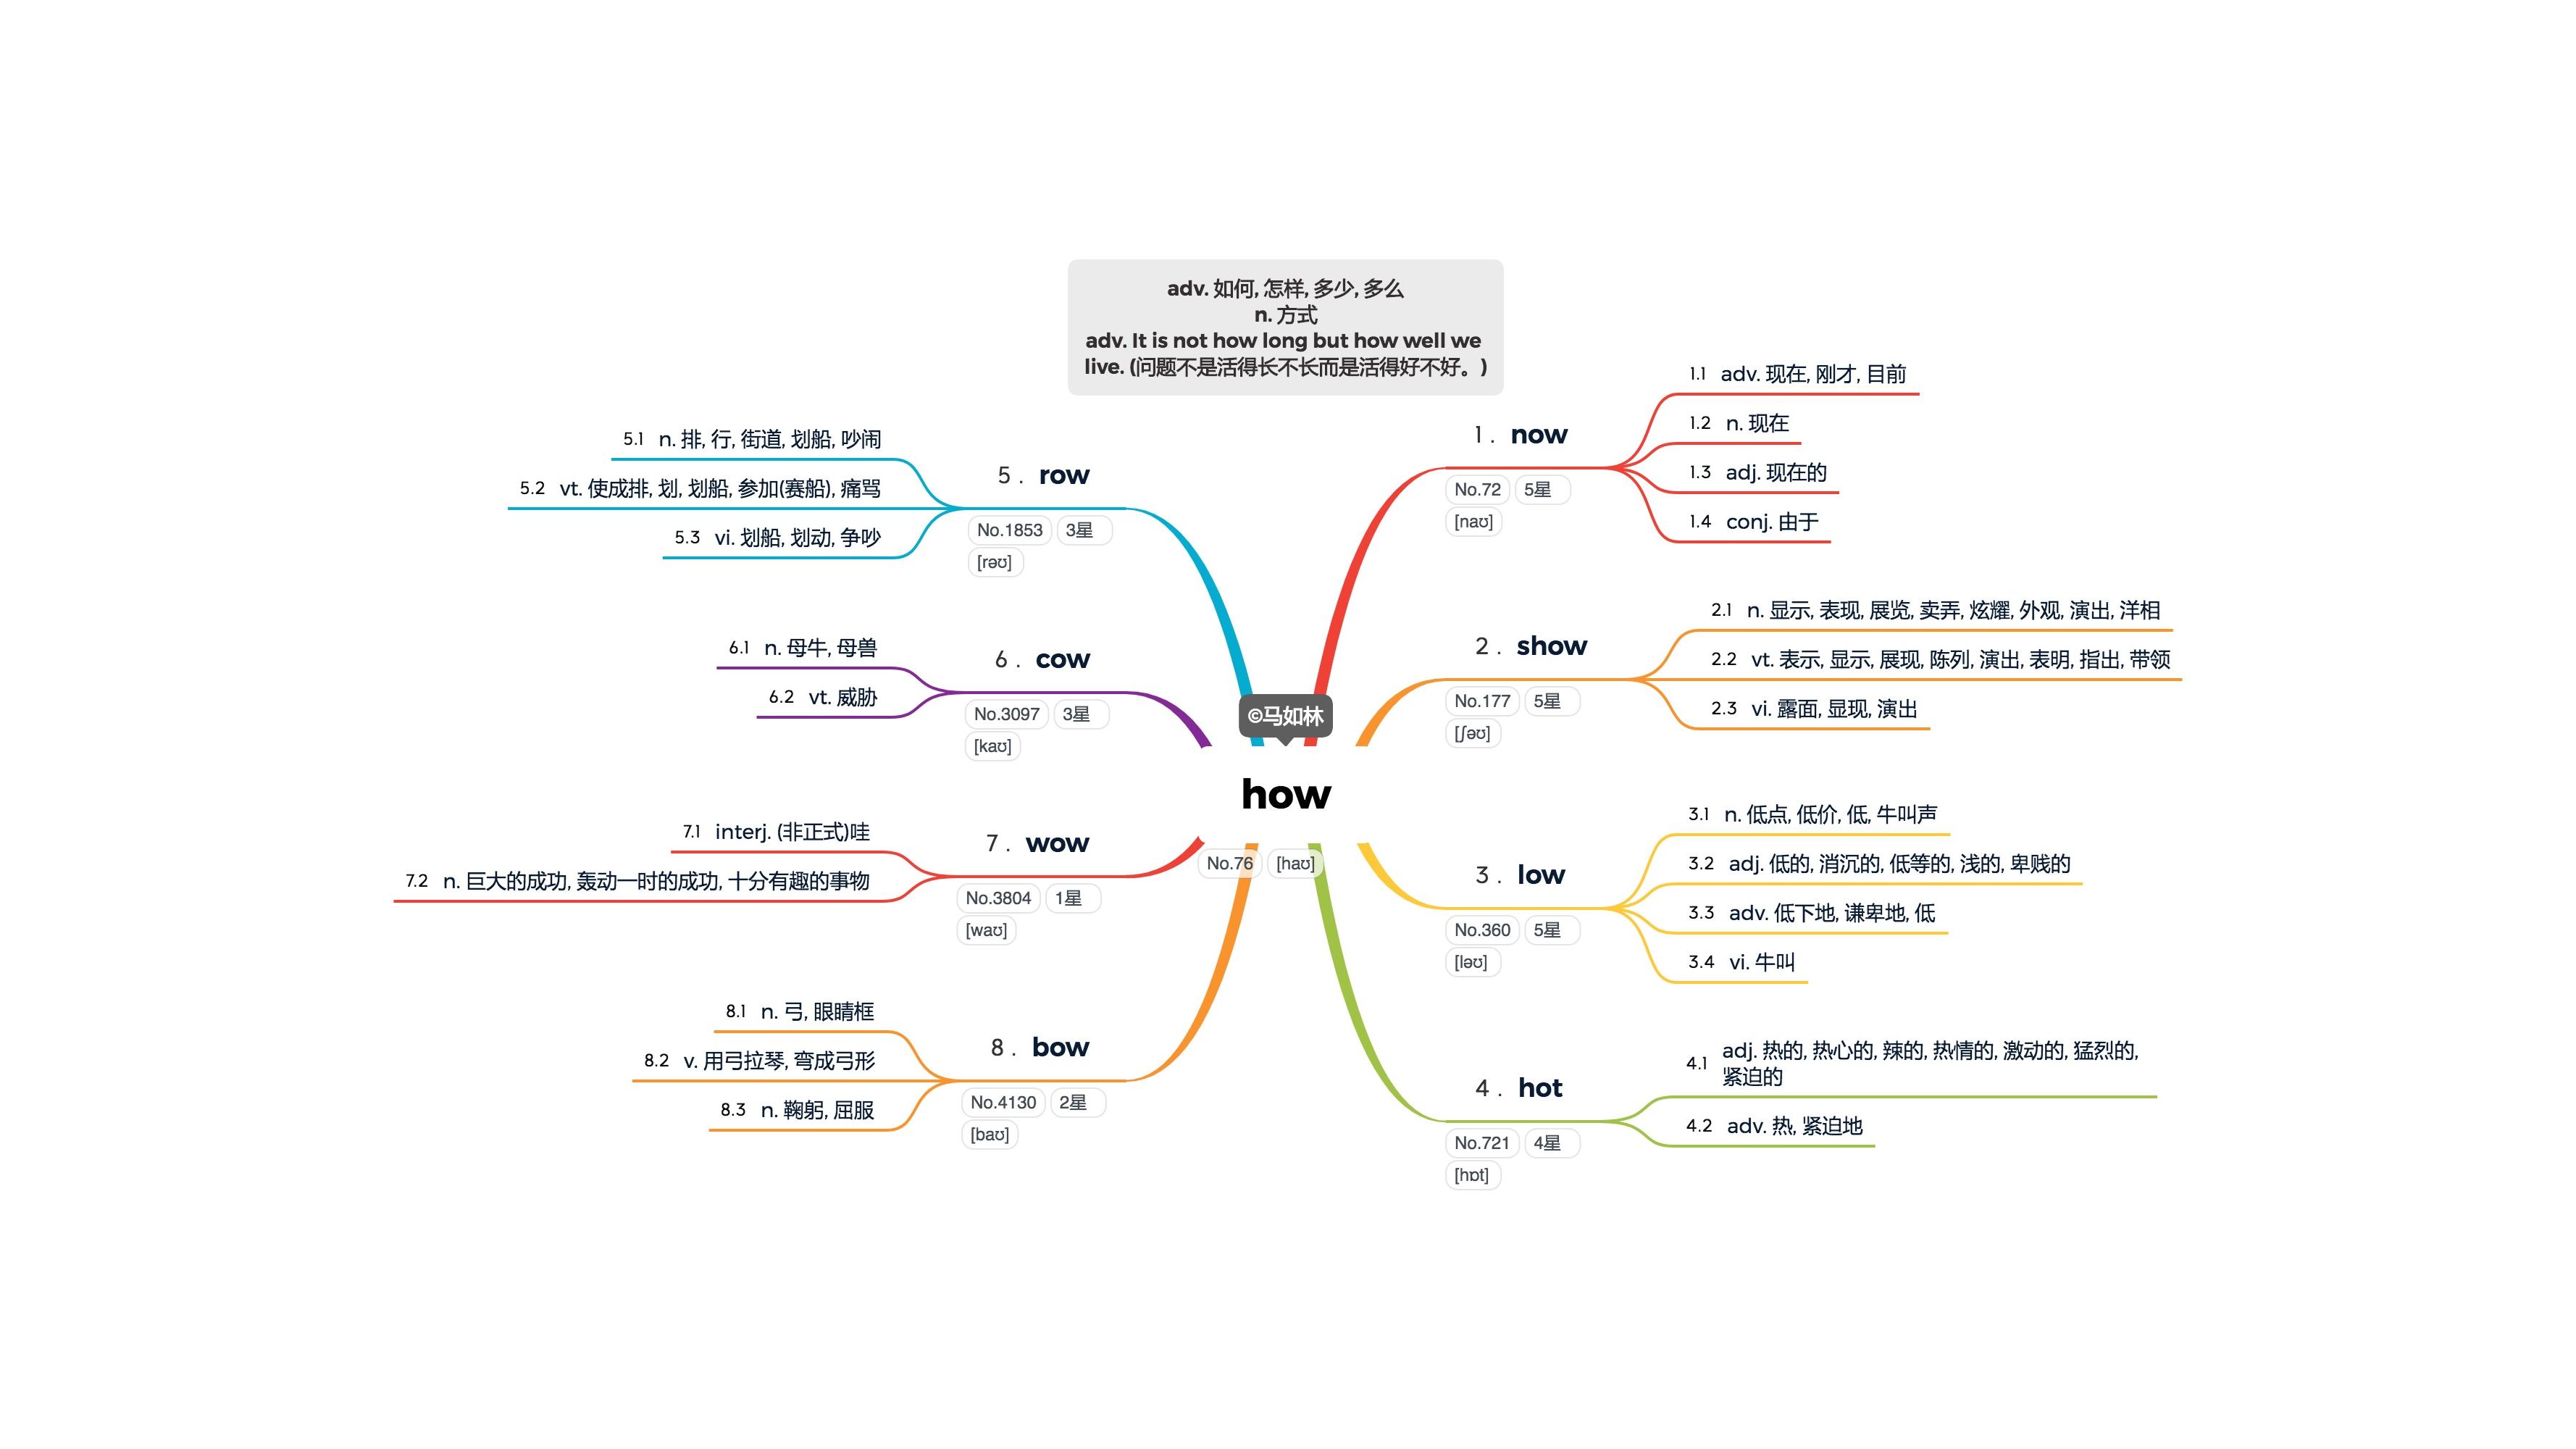 adv. 如何, 怎样, 多少, 多么
n. 方式
adv. It is not how long but how well we
live. (问题不是活得长不长而是活得好不好。)
©马如林
how
No.76 [haʊ]
1. now
No.72 5星
[naʊ]
1.1 adv. 现在, 刚才, 目前
1.2 n. 现在
1.3 adj. 现在的
1.4 conj. 由于
2. show
No.177 5星
[ʃəʊ]
2.1 n. 显示, 表现, 展览, 卖弄, 炫耀, 外观, 演出, 洋相
2.2 vt. 表示, 显示, 展现, 陈列, 演出, 表明, 指出, 带领
2.3 vi. 露面, 显现, 演出
3. low
No.360 5星
[ləʊ]
3.1 n. 低点, 低价, 低, 牛叫声
3.2 adj. 低的, 消沉的, 低等的, 浅的, 卑贱的
3.3 adv. 低下地, 谦卑地, 低
3.4 vi. 牛叫
4. hot
No.721 4星
[hɒt]
4.1 adj. 热的, 热心的, 辣的, 热情的, 激动的, 猛烈的,
紧迫的
4.2 adv. 热, 紧迫地
5. row
No.1853 3星
[rəʊ]
5.1 n. 排, 行, 街道, 划船, 吵闹
5.2 vt. 使成排, 划, 划船, 参加(赛船), 痛骂
5.3 vi. 划船, 划动, 争吵
6. cow
No.3097 3星
[kaʊ]
6.1 n. 母牛, 母兽
6.2 vt. 威胁
7. wow
No.3804 1星
[waʊ]
7.1 interj. (非正式)哇
7.2 n. 巨大的成功, 轰动一时的成功, 十分有趣的事物
8. bow
No.4130 2星
[baʊ]
8.1 n. 弓, 眼睛框
8.2 v. 用弓拉琴, 弯成弓形
8.3 n. 鞠躬, 屈服